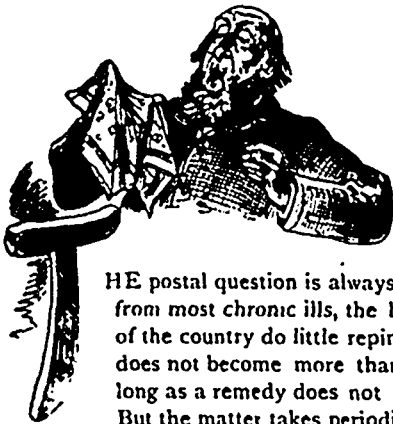 THE postal question is always
from most chronic ills, the
of the country do little repin
does not become more than
long as a remedy does not
But the matter takes periodi